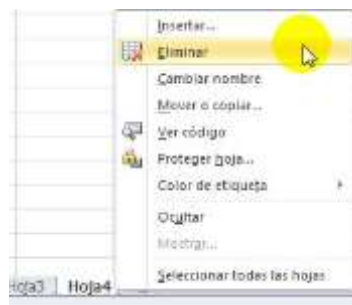 Insertar...
Eliminar
Cambiar nombre
Mover o copiar...
Ver código
Proteger hoja...
Color de etiqueta
Ocultar
Mostrar...
Seleccionar todas las hojas
Hoja3
Hoja4